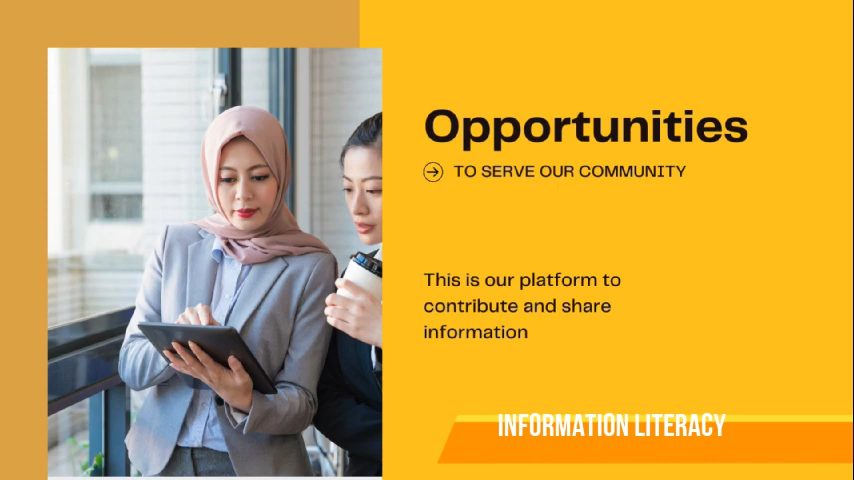 Opportunities
TO SERVE OUR COMMUNITY
This is our platform to
contribute and share
information
INFORMATION LITERACY